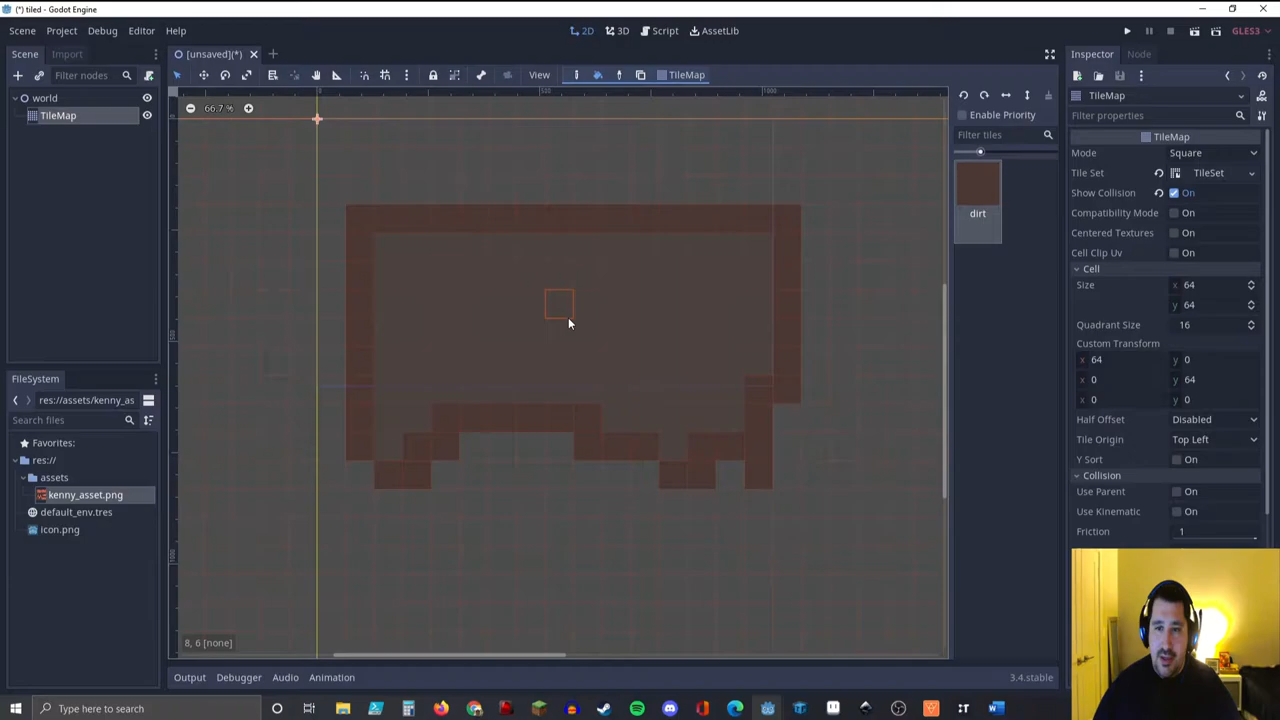 (*) tiled - Godot Engine
Scene Project Debug Editor Help
2D 3D Script AssetLib
GLES3
Scene Import
[unsaved](*)
Inspector Node
Filter nodes
View
TileMap
66.7 %
500
1000
TileMap
world
TileMap
Enable Priority
Filter properties
Filter tiles
TileMap
Mode Square
Tile Set TileSet
Show Collision On
dirt
Compatibility Mode On
Centered Textures On
Cell Clip Uv On
Cell
Size x 64
y 64
Quadrant Size 16
Custom Transform
x 64 y 0
x 0 y 64
x 0 y 0
FileSystem
res://assets/kenny_as
Search files
Half Offset Disabled
Favorites:
Tile Origin Top Left
res://
Y Sort On
assets
Collision
kenny_asset.png
Use Parent On
default_env.tres
Use Kinematic On
icon.png
Friction 1
8, 6 [none]
Output Debugger Audio Animation
3.4.stable
Type here to search